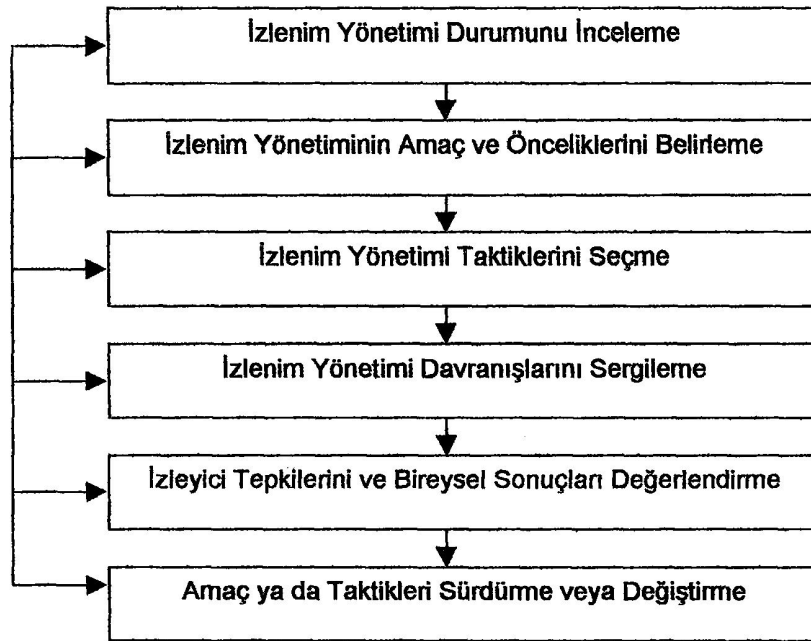 İzlenim Yönetimi Durumunu İnceleme
İzlenim Yönetiminin Amaç ve Önceliklerini Belirleme
İzlenim Yönetimi Taktiklerini Seçme
İzlenim Yönetimi Davranışlarını Sergileme
İzleyici Tepkilerini ve Bireysel Sonuçları Değerlendirme
Amaç ya da Taktikleri Sürdürme veya Değiştirme